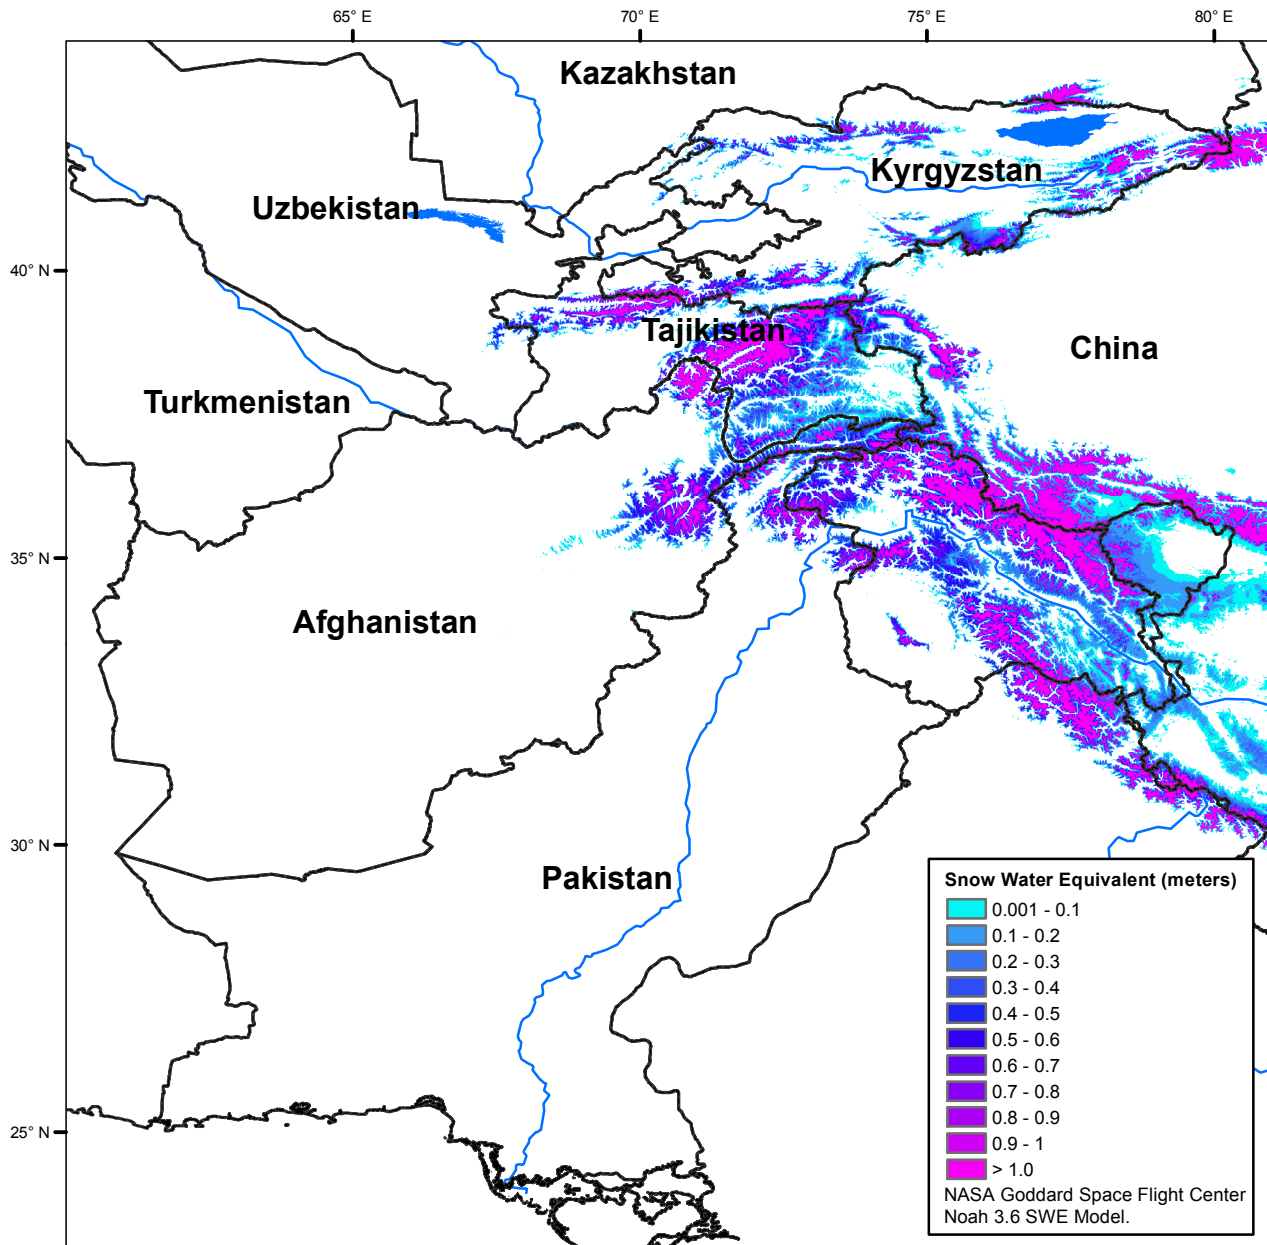 65° E
70° E
75° E
80° E
Kazakhstan
Kyrgyzstan
Uzbekistan
40° N
Tajikistan
China
Turkmenistan
35° N
Afghanistan
30° N
Pakistan
25° N
Snow Water Equivalent (meters)
0.001 - 0.1
0.1 - 0.2
0.2 - 0.3
0.3 - 0.4
0.4 - 0.5
0.5 - 0.6
0.6 - 0.7
0.7 - 0.8
0.8 - 0.9
0.9 - 1
> 1.0
NASA Goddard Space Flight Center
Noah 3.6 SWE Model.